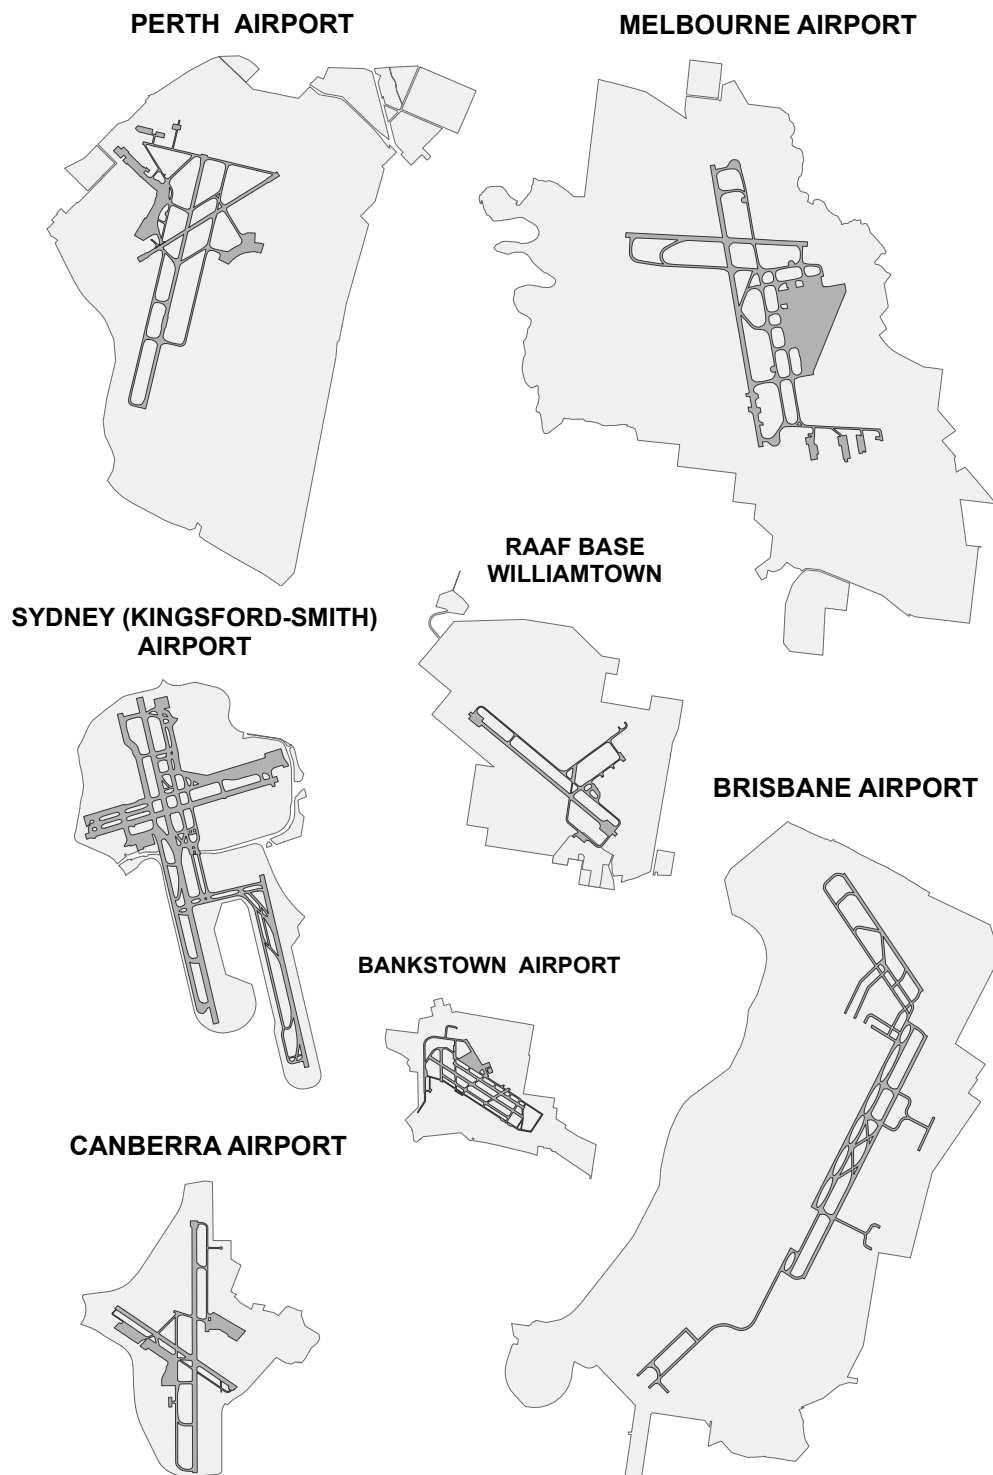 PERTH AIRPORT
MELBOURNE AIRPORT
RAAF BASE
WILLIAMTOWN
SYDNEY (KINGSFORD-SMITH)
AIRPORT
BRISBANE AIRPORT
BANKSTOWN AIRPORT
CANBERRA AIRPORT